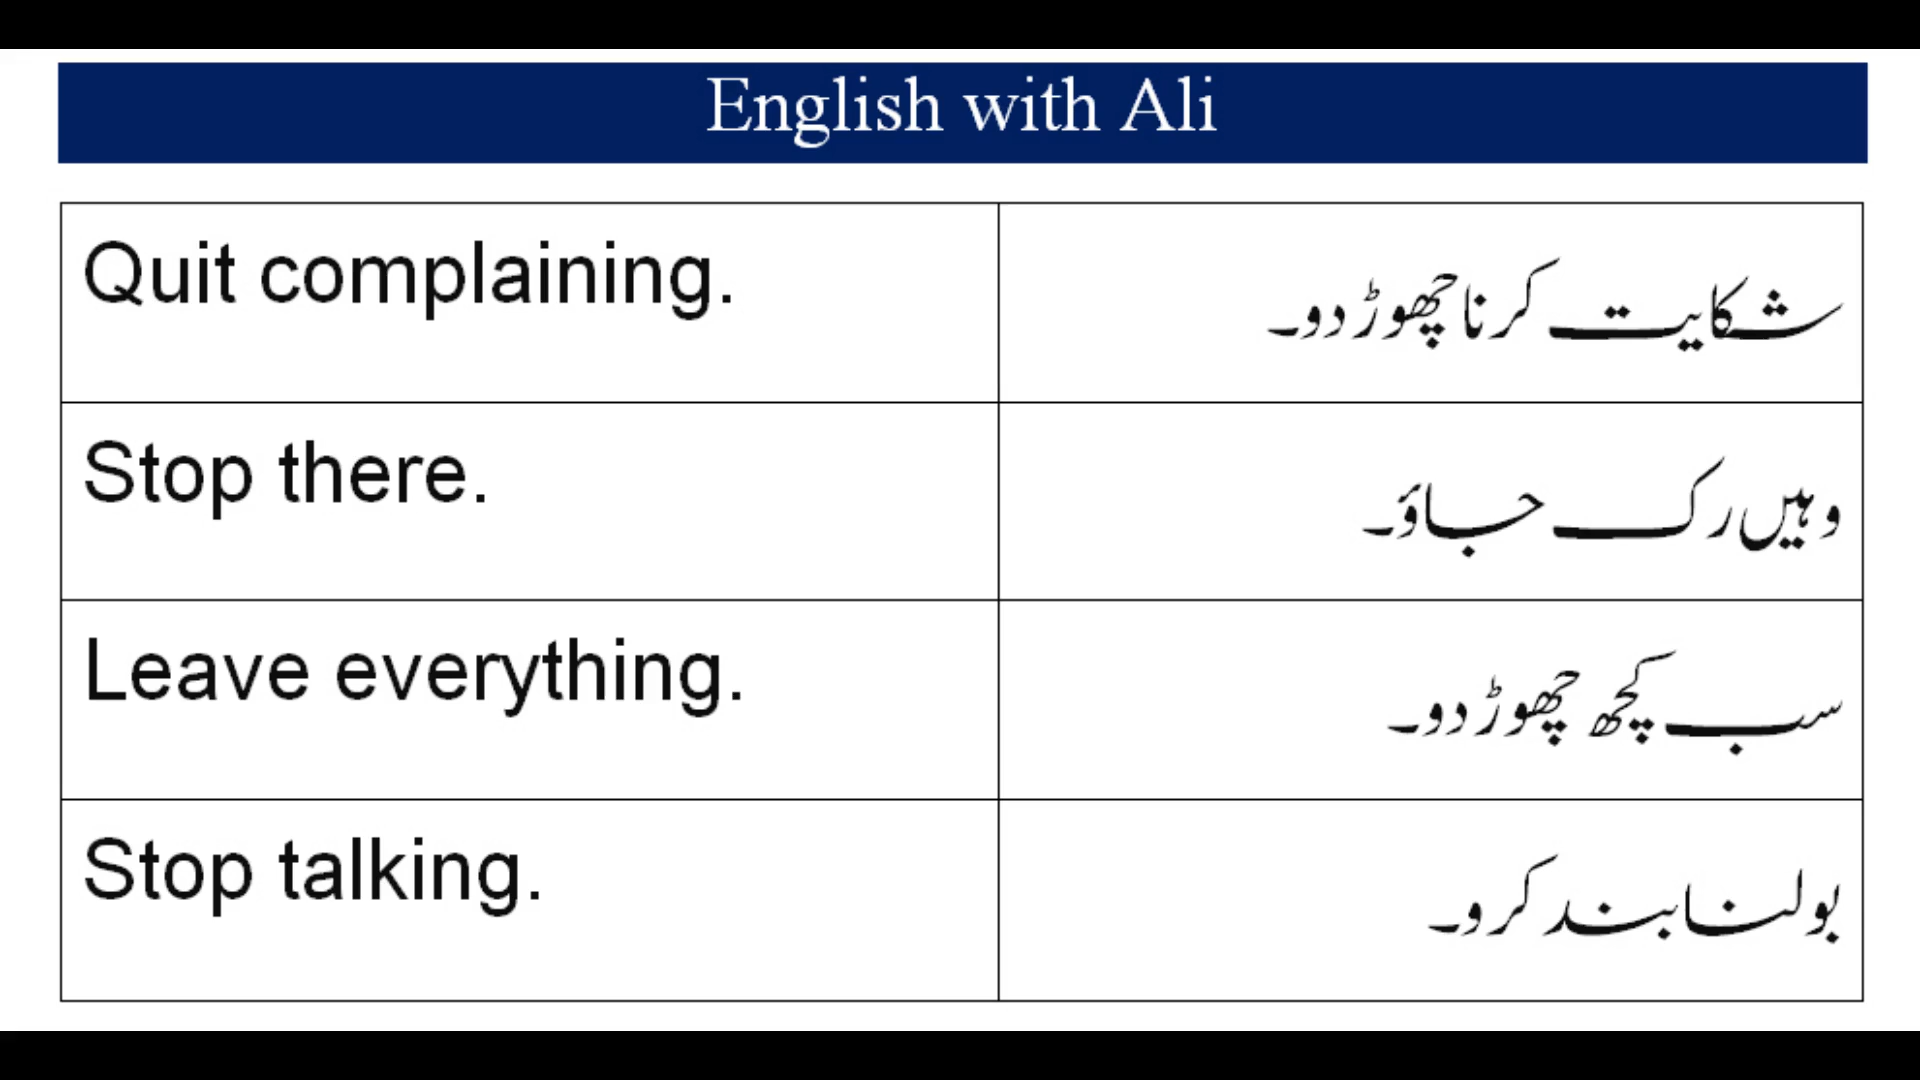 English with Ali
Quit complaining.
شکایت کرنا چھوڑ دو۔
Stop there.
وہیں رک جاؤ۔
Leave everything.
سب کچھ چھوڑ دو۔
Stop talking.
بولنا بند کرو۔